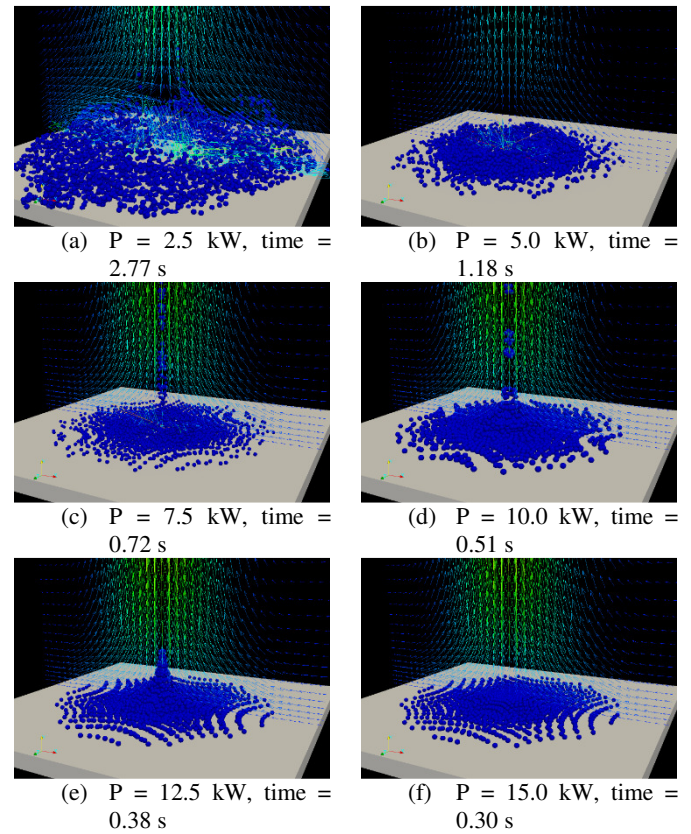 (a) P = 2.5 kW, time =
2.77 s
(b) P = 5.0 kW, time =
1.18 s
(c) P = 7.5 kW, time =
0.72 s
(d) P = 10.0 kW, time =
0.51 s
(e) P = 12.5 kW, time =
0.38 s
(f) P = 15.0 kW, time =
0.30 s